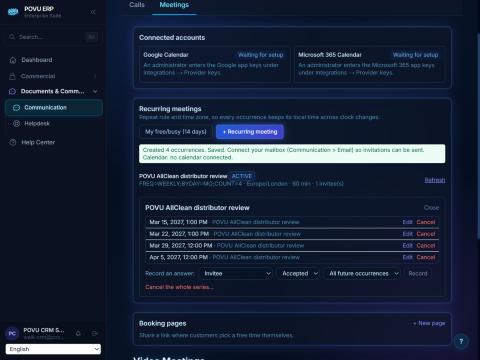 POVU ERP
Enterprise Suite
Search...
Dashboard
Commercial
Documents & Comm...
Communication
Helpdesk
Help Center
POVU CRM S...
English
Calls
Meetings
Connected accounts
Google Calendar
Waiting for setup
An administrator enters the Google app keys under
Integrations → Provider keys.
Microsoft 365 Calendar
Waiting for setup
An administrator enters the Microsoft 365 app
keys under Integrations → Provider keys.
Recurring meetings
Repeat rule and time zone, so every occurrence keeps its local time across clock changes.
My free/busy (14 days)
+ Recurring meeting
Created 4 occurrences. Saved. Connect your mailbox (Communication > Email) so invitations can be sent.
Calendar: no calendar connected.
POVU AllClean distributor review ACTIVE
FREQ=WEEKLY;BYDAY=MO;COUNT=4 · Europe/London · 60 min · 1 invitee(s)
Refresh
POVU AllClean distributor review
Close
Mar 15, 2027, 1:00 PM · POVU AllClean distributor review Edit Cancel
Mar 22, 2027, 1:00 PM · POVU AllClean distributor review Edit Cancel
Mar 29, 2027, 12:00 PM · POVU AllClean distributor review Edit Cancel
Apr 5, 2027, 12:00 PM · POVU AllClean distributor review Edit Cancel
Record an answer: Invitee Accepted All future occurrences Record
Cancel the whole series...
Booking pages
+ New page
Share a link where customers pick a free time themselves.
?